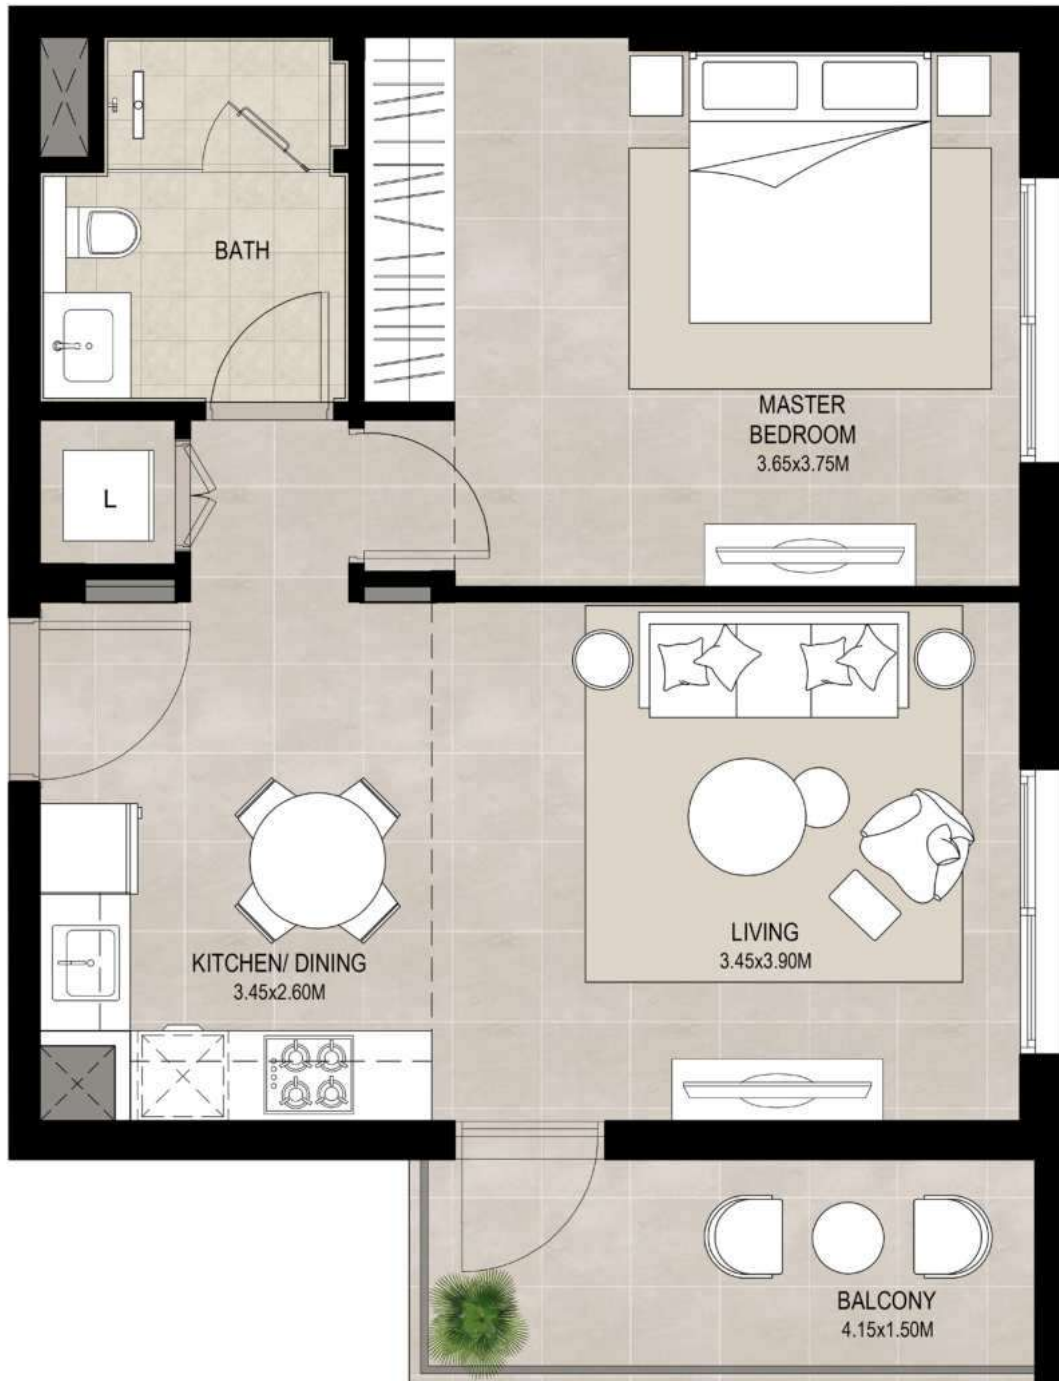 BATH
MASTER
BEDROOM
3.65x3.75M
L
LIVING
3.45x3.90M
KITCHEN/ DINING
3.45x2.60M
BALCONY
4.15x1.50M